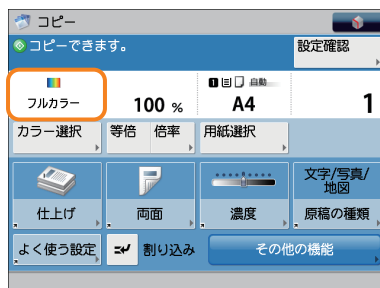 コピー
コピーできます。
設定確認
フルカラー
100 %
自動
A4
1
カラー選択
等倍
倍率
用紙選択
仕上げ
両面
濃度
文字/写真/
地図
原稿の種類
よく使う設定
割り込み
その他の機能